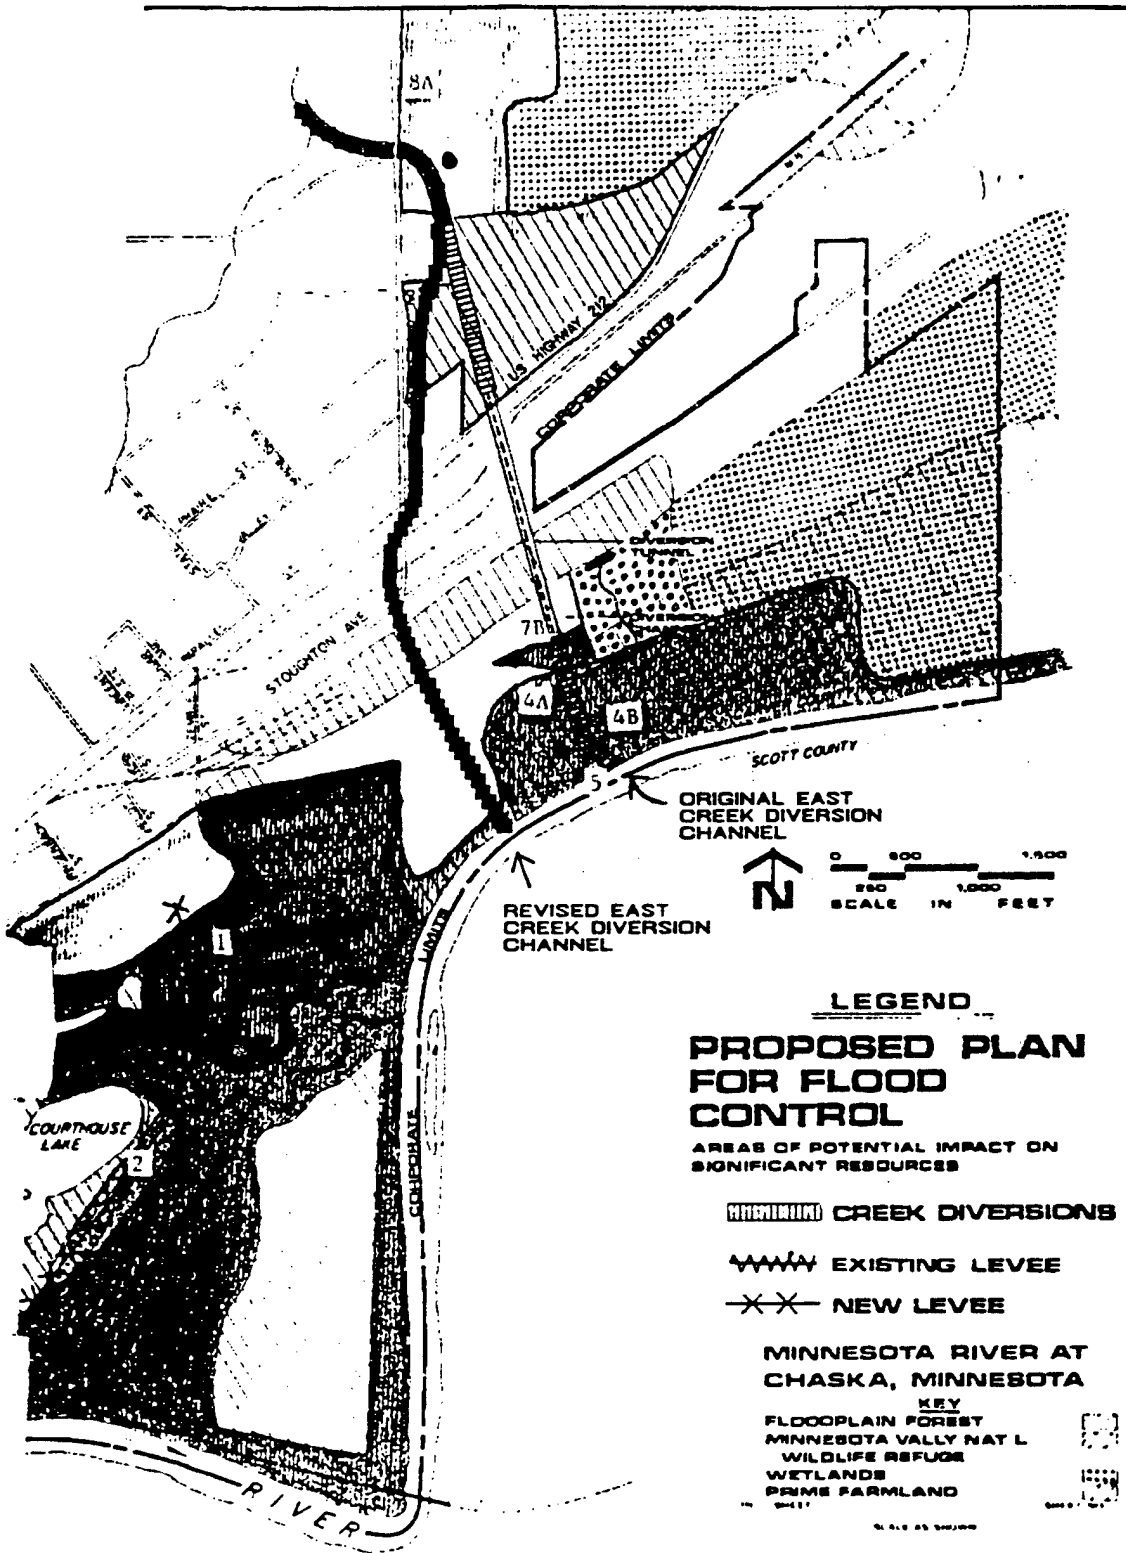 8A
US HIGHWAY 212
CORPORATE LIMITS
DIVERSION
TUNNEL
DIVERSION
7B
STOUGHTON AVE
4A
4B
SCOTT COUNTY
5
ORIGINAL EAST
CREEK DIVERSION
CHANNEL
N
0 500 1,500
250 1,000
SCALE IN FEET
REVISED EAST
CREEK DIVERSION
CHANNEL
1
LIMITS
CORPORATE
COURTHOUSE
LAKE
2
RIVER
LEGEND
PROPOSED PLAN
FOR FLOOD
CONTROL
AREAS OF POTENTIAL IMPACT ON
SIGNIFICANT RESOURCES
CREEK DIVERSIONS
EXISTING LEVEE
NEW LEVEE
MINNESOTA RIVER AT
CHASKA, MINNESOTA
KEY
FLOODPLAIN FOREST
MINNESOTA VALLY NAT L
WILDLIFE REFUGE
WETLANDS
PRIME FARMLAND
SCALE AS SHOWN